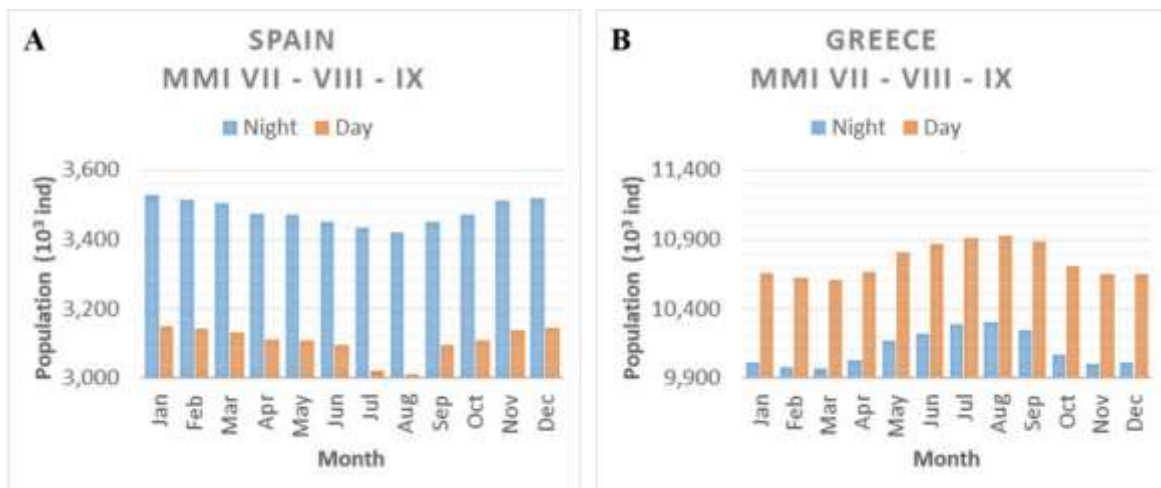 A
SPAIN
MMI VII - VIII - IX
Night Day
Population (10³ ind)
3,600
3,400
3,200
3,000
Jan Feb Mar Apr May Jun Jul Aug Sep Oct Nov Dec
Month
B
GREECE
MMI VII - VIII - IX
Night Day
Population (10³ ind)
11,400
10,900
10,400
9,900
Jan Feb Mar Apr May Jun Jul Aug Sep Oct Nov Dec
Month